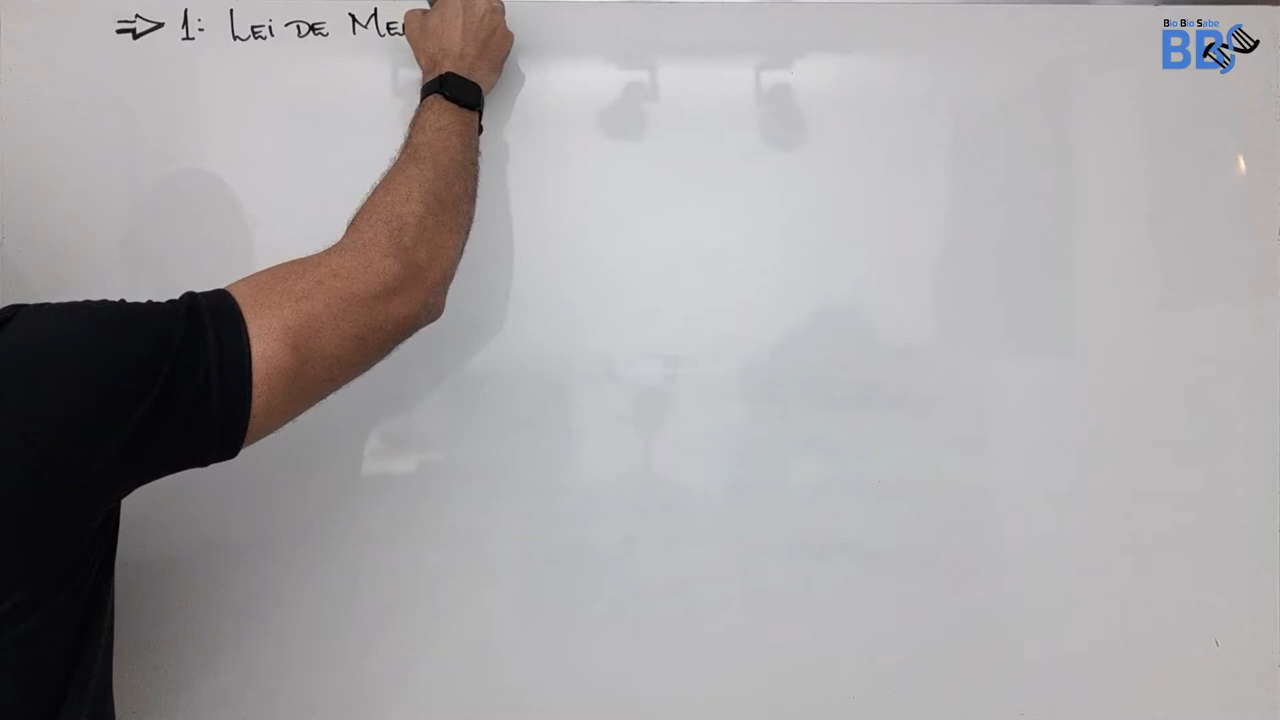 ⇒ 1: Lei de Me
Bio Bio Sabe
BBS